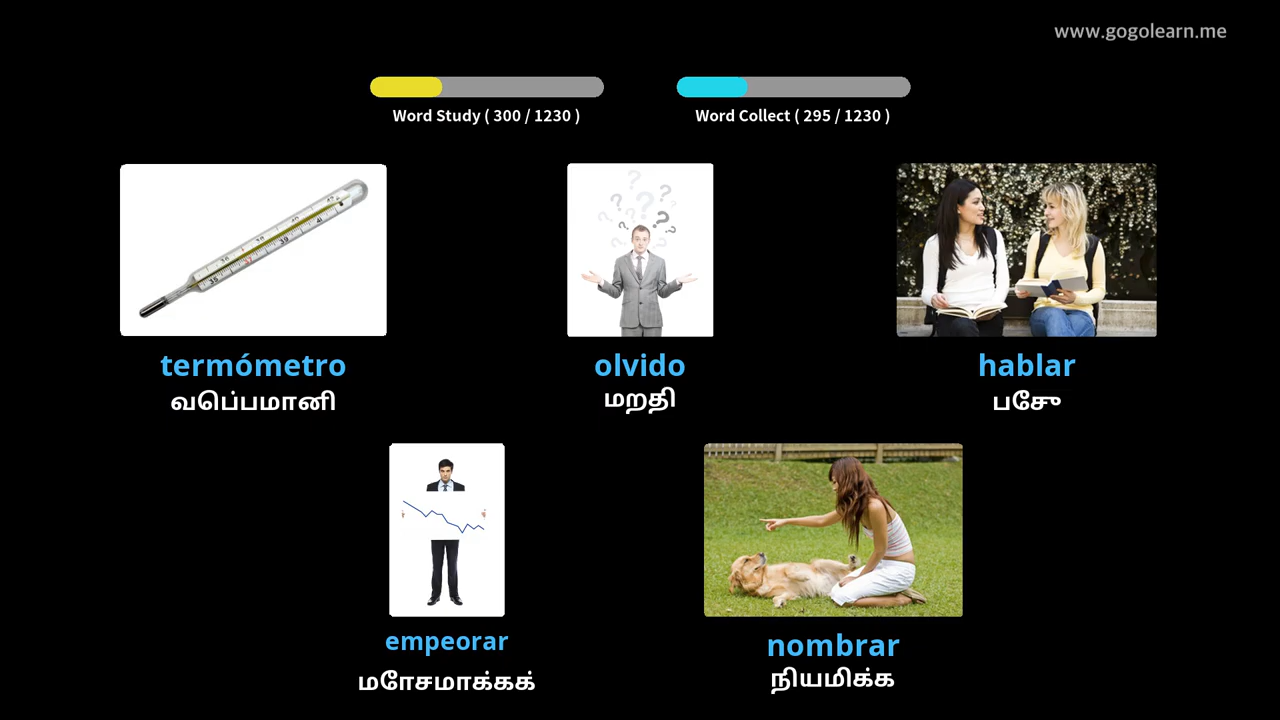 www.gogolearn.me
Word Study ( 300 / 1230 )
Word Collect ( 295 / 1230 )
termómetro
வெப்பமானி
olvido
மறதி
hablar
பேசு
empeorar
மோசமாக்கக்
nombrar
நியமிக்க